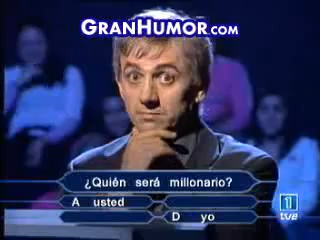 GRANHUMOR.COM
¿Quién será millonario?
A usted
D yo
1
tve